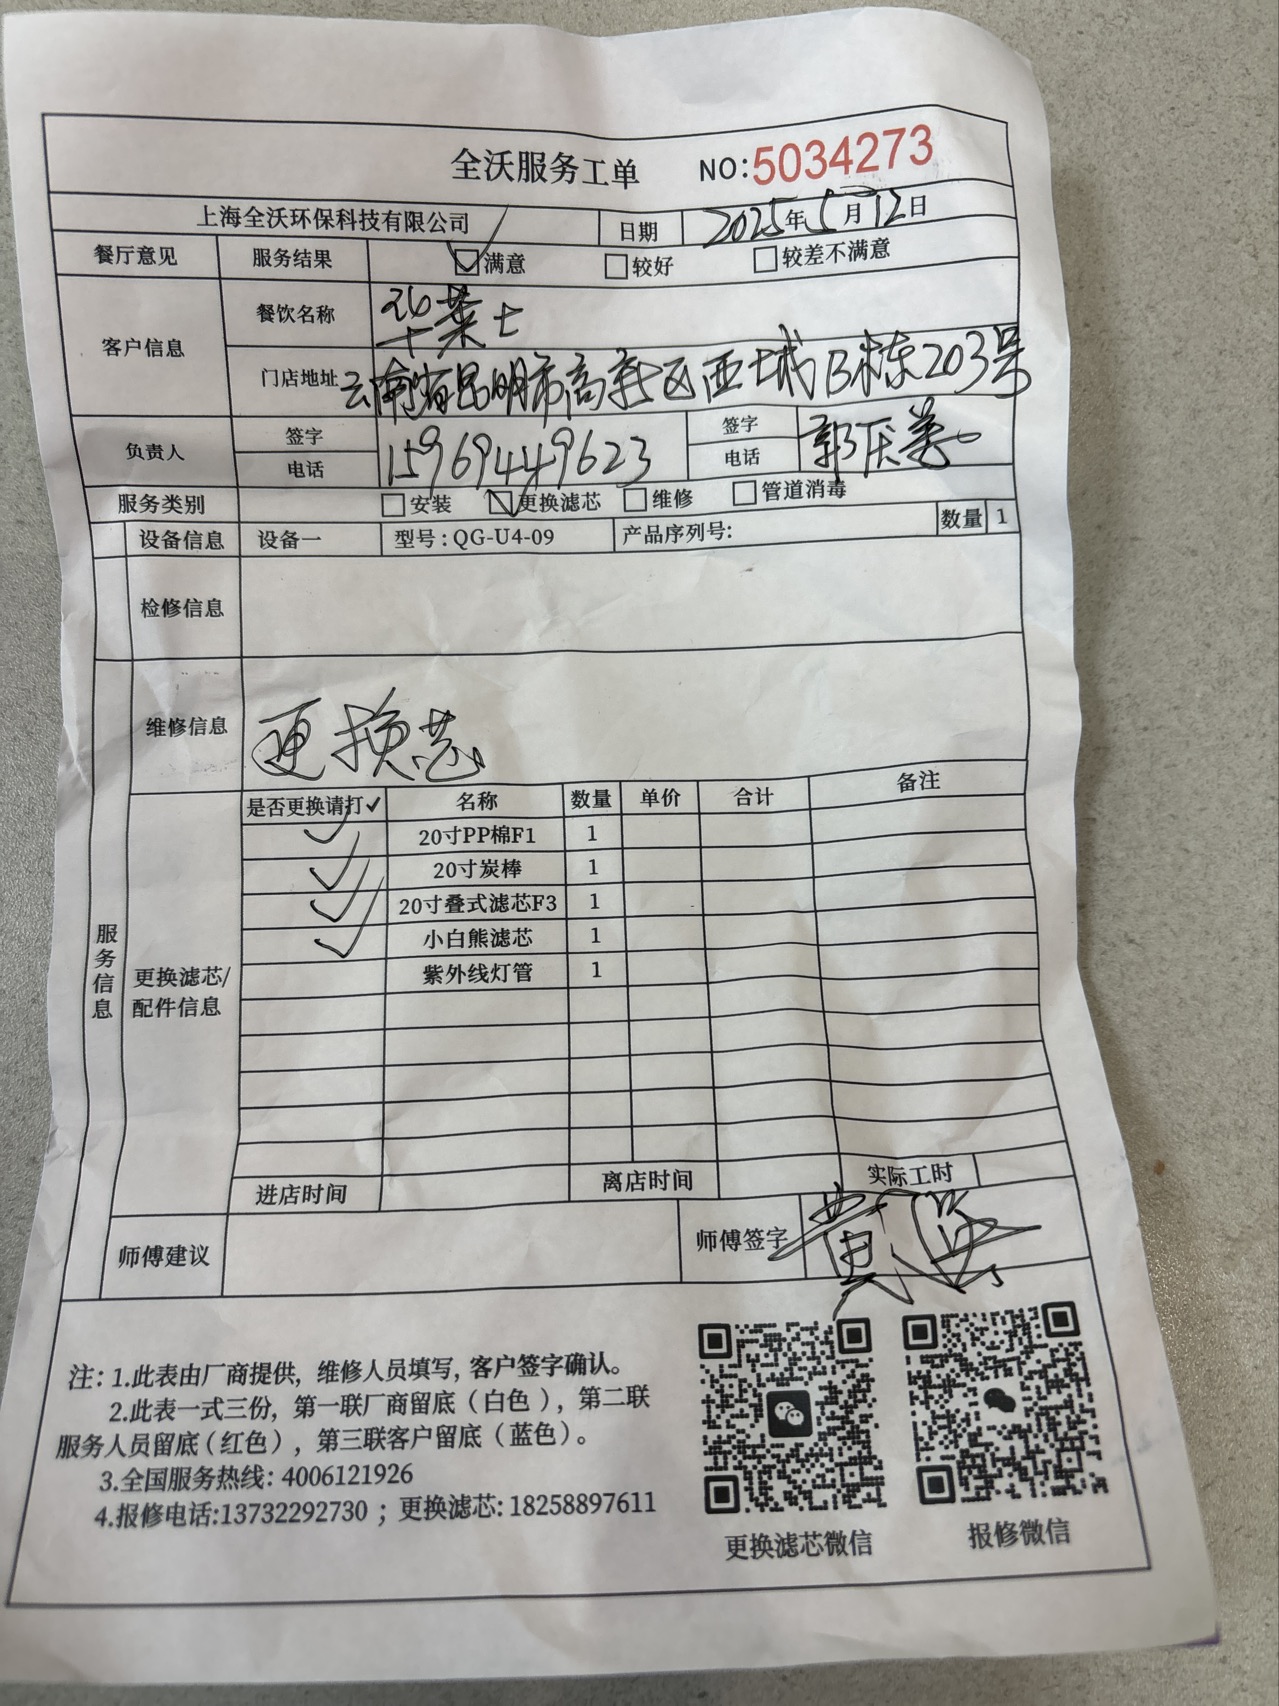 全沃服务工单 NO:5034273
上海全沃环保科技有限公司 日期 2025年5月12日
餐厅意见 服务结果 满意 较好 较差不满意
客户信息 餐饮名称 华莱士
门店地址 云南省昆明市高新区西城B栋203号
负责人 签字 电话 15969449623 签字 电话 郭
服务类别 安装 更换滤芯 维修 管道消毒
设备信息 设备一 型号:QG-U4-09 产品序列号: 数量 1
检修信息
维修信息 更换芯
服务信息
更换滤芯/
配件信息
是否更换请打✓ 名称 数量 单价 合计 备注
✓ 20寸PP棉F1 1
✓ 20寸炭棒 1
✓ 20寸叠式滤芯F3 1
✓ 小白熊滤芯 1
紫外线灯管 1
进店时间 离店时间 实际工时
师傅建议 师傅签字 黄
注: 1.此表由厂商提供, 维修人员填写, 客户签字确认。
2.此表一式三份, 第一联厂商留底(白色), 第二联
服务人员留底(红色), 第三联客户留底(蓝色)。
3.全国服务热线: 4006121926
4.报修电话:13732292730 ; 更换滤芯: 18258897611
更换滤芯微信 报修微信